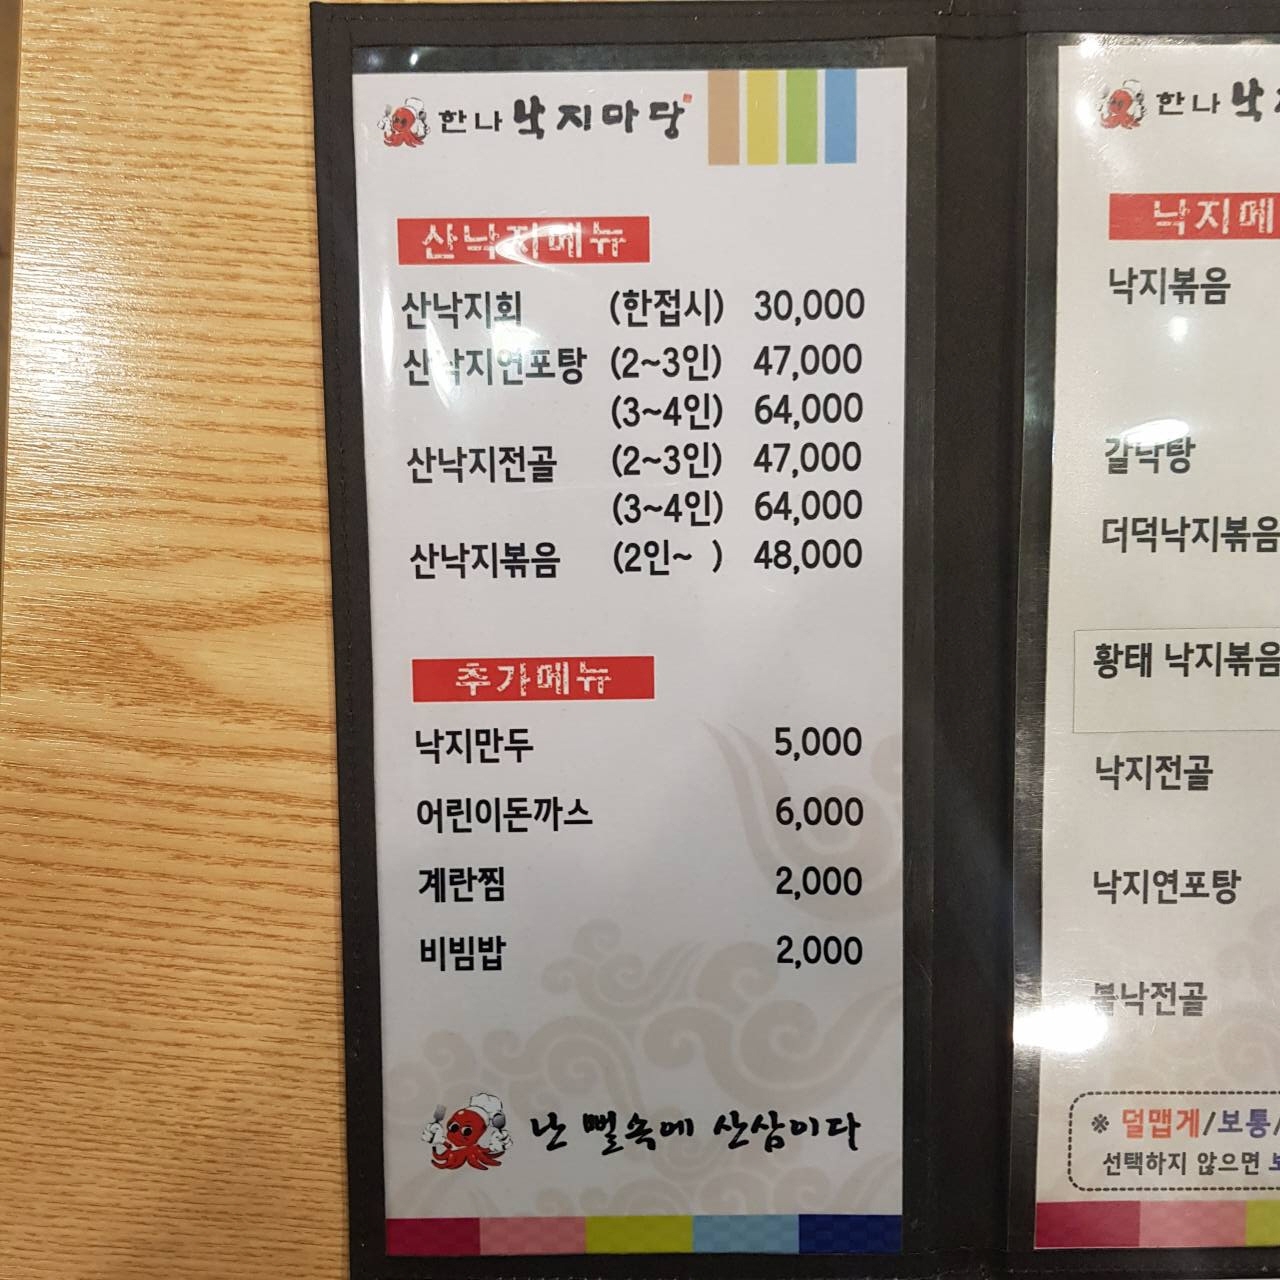 한나 낙지마당
산낙지메뉴
산낙지회 (한접시) 30,000
산낙지연포탕 (2~3인) 47,000
(3~4인) 64,000
산낙지전골 (2~3인) 47,000
(3~4인) 64,000
산낙지볶음 (2인~ ) 48,000
추가메뉴
낙지만두 5,000
어린이돈까스 6,000
계란찜 2,000
비빔밥 2,000
난 뻘속에 산삼이다
한나 낙지
낙지메
낙지볶음
갈낙탕
더덕낙지볶음
황태 낙지볶음
낙지전골
낙지연포탕
불낙전골
※ 덜맵게/보통/
선택하지 않으면 보